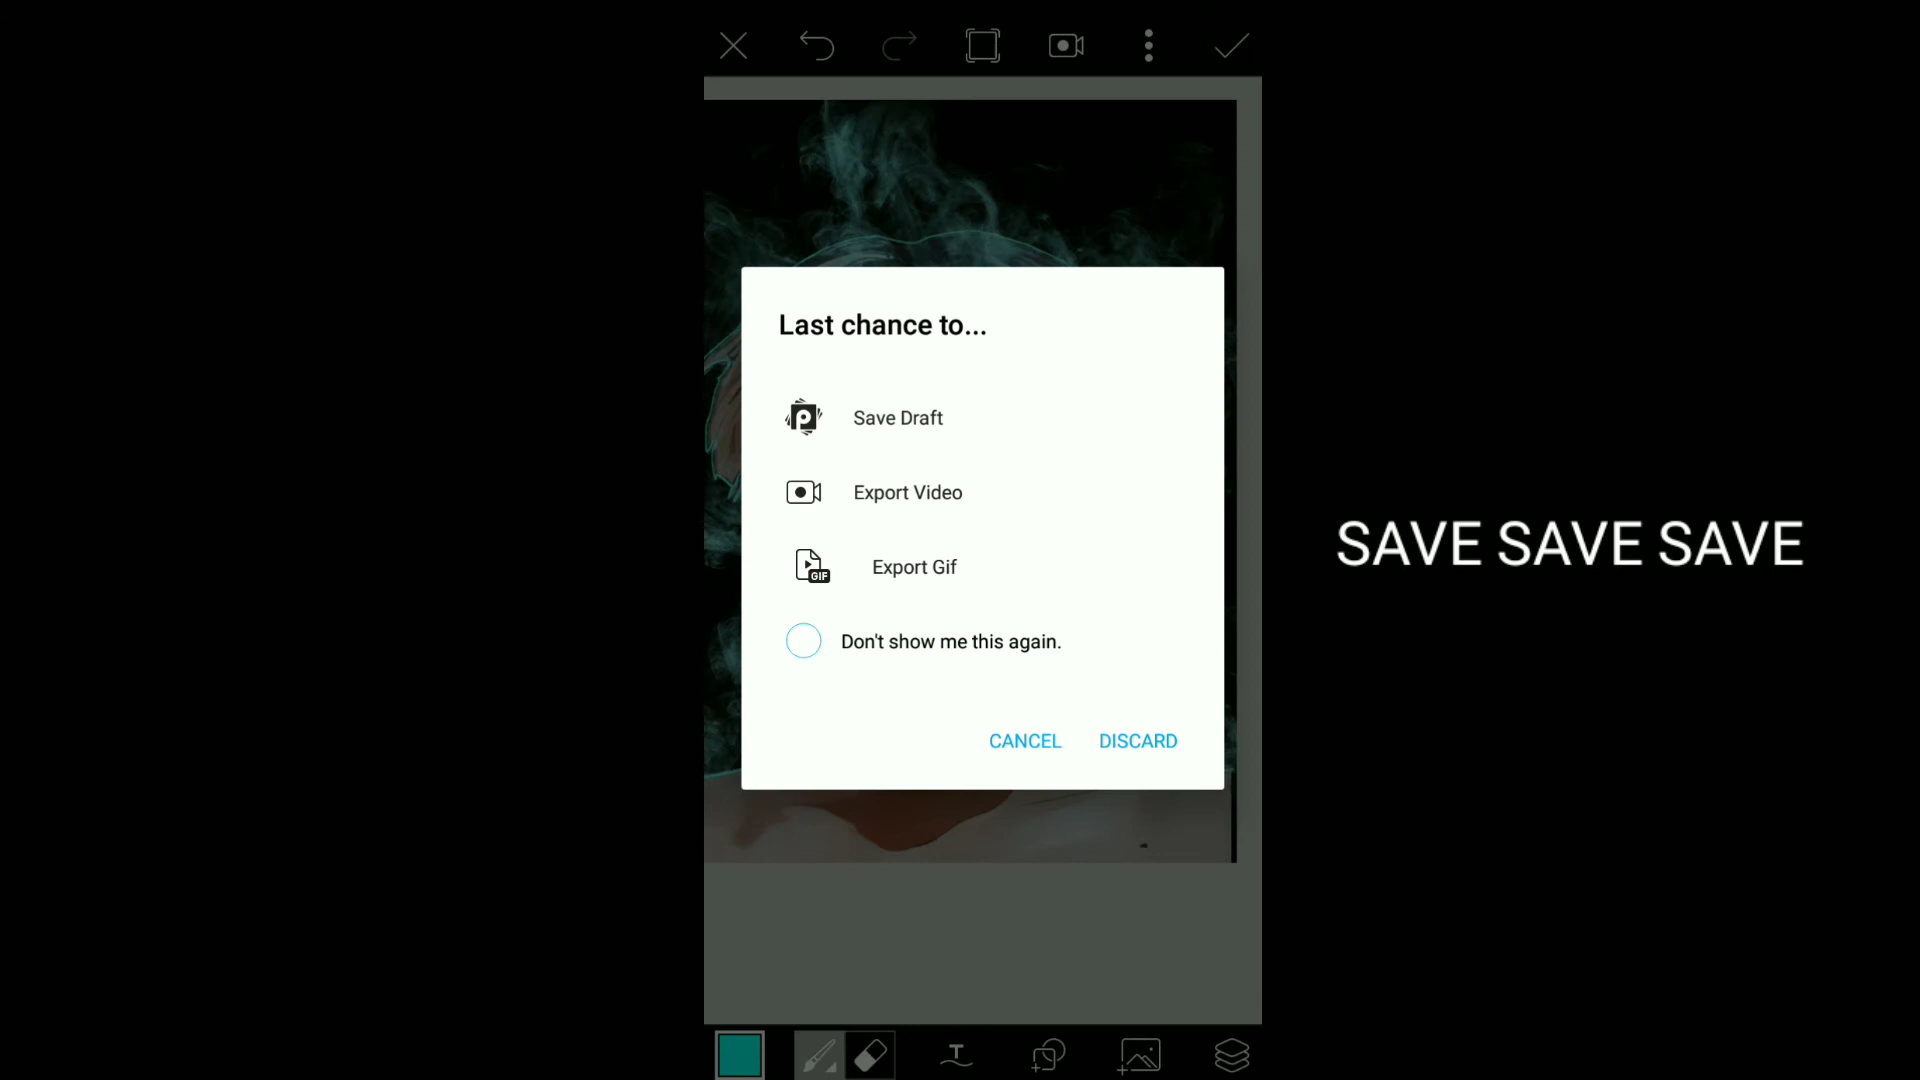 Last chance to...
Save Draft
Export Video
GIF
Export Gif
Don't show me this again.
CANCEL
DISCARD
SAVE SAVE SAVE
T